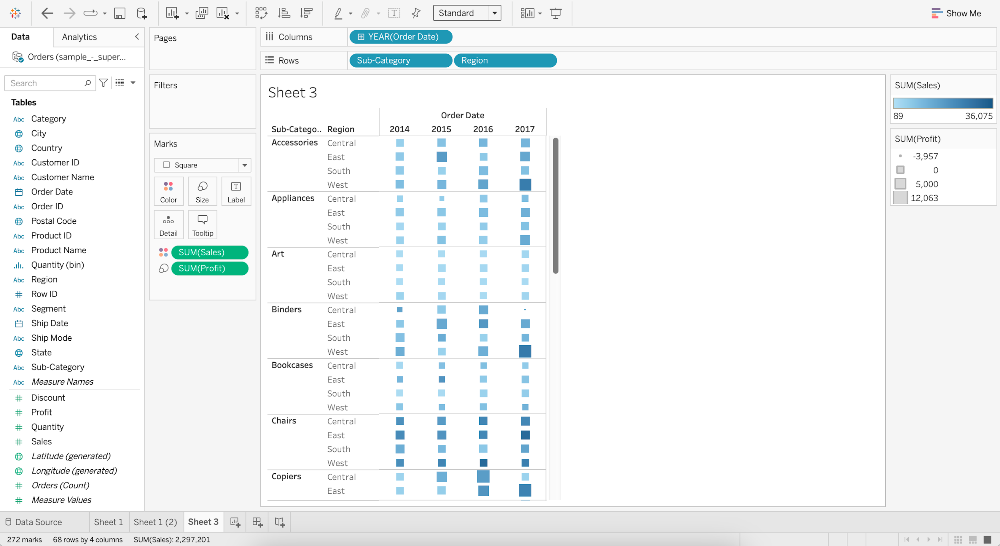 Standard
Show Me
Data
Analytics
Orders (sample_-_super...
Search
Tables
Abc Category
City
Country
Abc Customer ID
Abc Customer Name
Order Date
Abc Order ID
Postal Code
Abc Product ID
Abc Product Name
Quantity (bin)
Abc Region
Row ID
Abc Segment
Ship Date
Abc Ship Mode
State
Abc Sub-Category
Abc Measure Names
Discount
Profit
Quantity
Sales
Latitude (generated)
Longitude (generated)
Orders (Count)
Measure Values
Pages
Filters
Marks
Square
Color Size T Label
Detail Tooltip
SUM(Sales)
SUM(Profit)
Columns YEAR(Order Date)
Rows Sub-Category Region
Sheet 3
Order Date
Sub-Catego.. Region 2014 2015 2016 2017
Accessories Central
East
South
West
Appliances Central
East
South
West
Art Central
East
South
West
Binders Central
East
South
West
Bookcases Central
East
South
West
Chairs Central
East
South
West
Copiers Central
East
SUM(Sales)
89 36,075
SUM(Profit)
-3,957
0
5,000
12,063
Data Source Sheet 1 Sheet 1 (2) Sheet 3
272 marks 68 rows by 4 columns SUM(Sales): 2,297,201